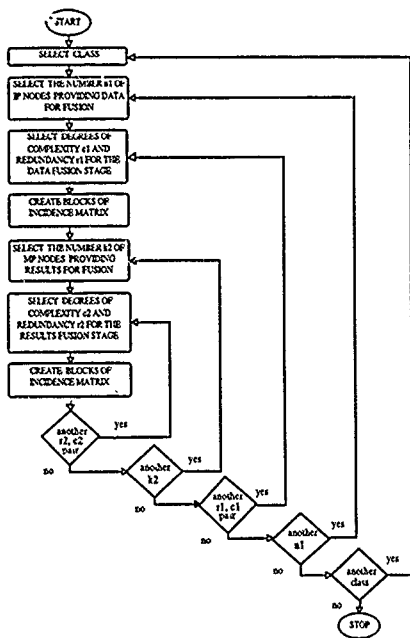 START
SELECT CLASS
SELECT THE NUMBER n1 OF
IP NODES PROVIDING DATA
FOR FUSION
SELECT DEGREES OF
COMPLEXITY c1 AND
REDUNDANCY r1 FOR THE
DATA FUSION STAGE
CREATE BLOCKS OF
INCIDENCE MATRIX
SELECT THE NUMBER k2 OF
MP NODES PROVIDING
RESULTS FOR FUSION
SELECT DEGREES OF
COMPLEXITY c2 AND
REDUNDANCY r2 FOR THE
RESULTS FUSION STAGE
CREATE BLOCKS OF
INCIDENCE MATRIX
another
r2, c2
pair
yes
no
another
k2
yes
no
another
r1, c1
pair
yes
no
another
n1
yes
no
another
class
yes
no
STOP